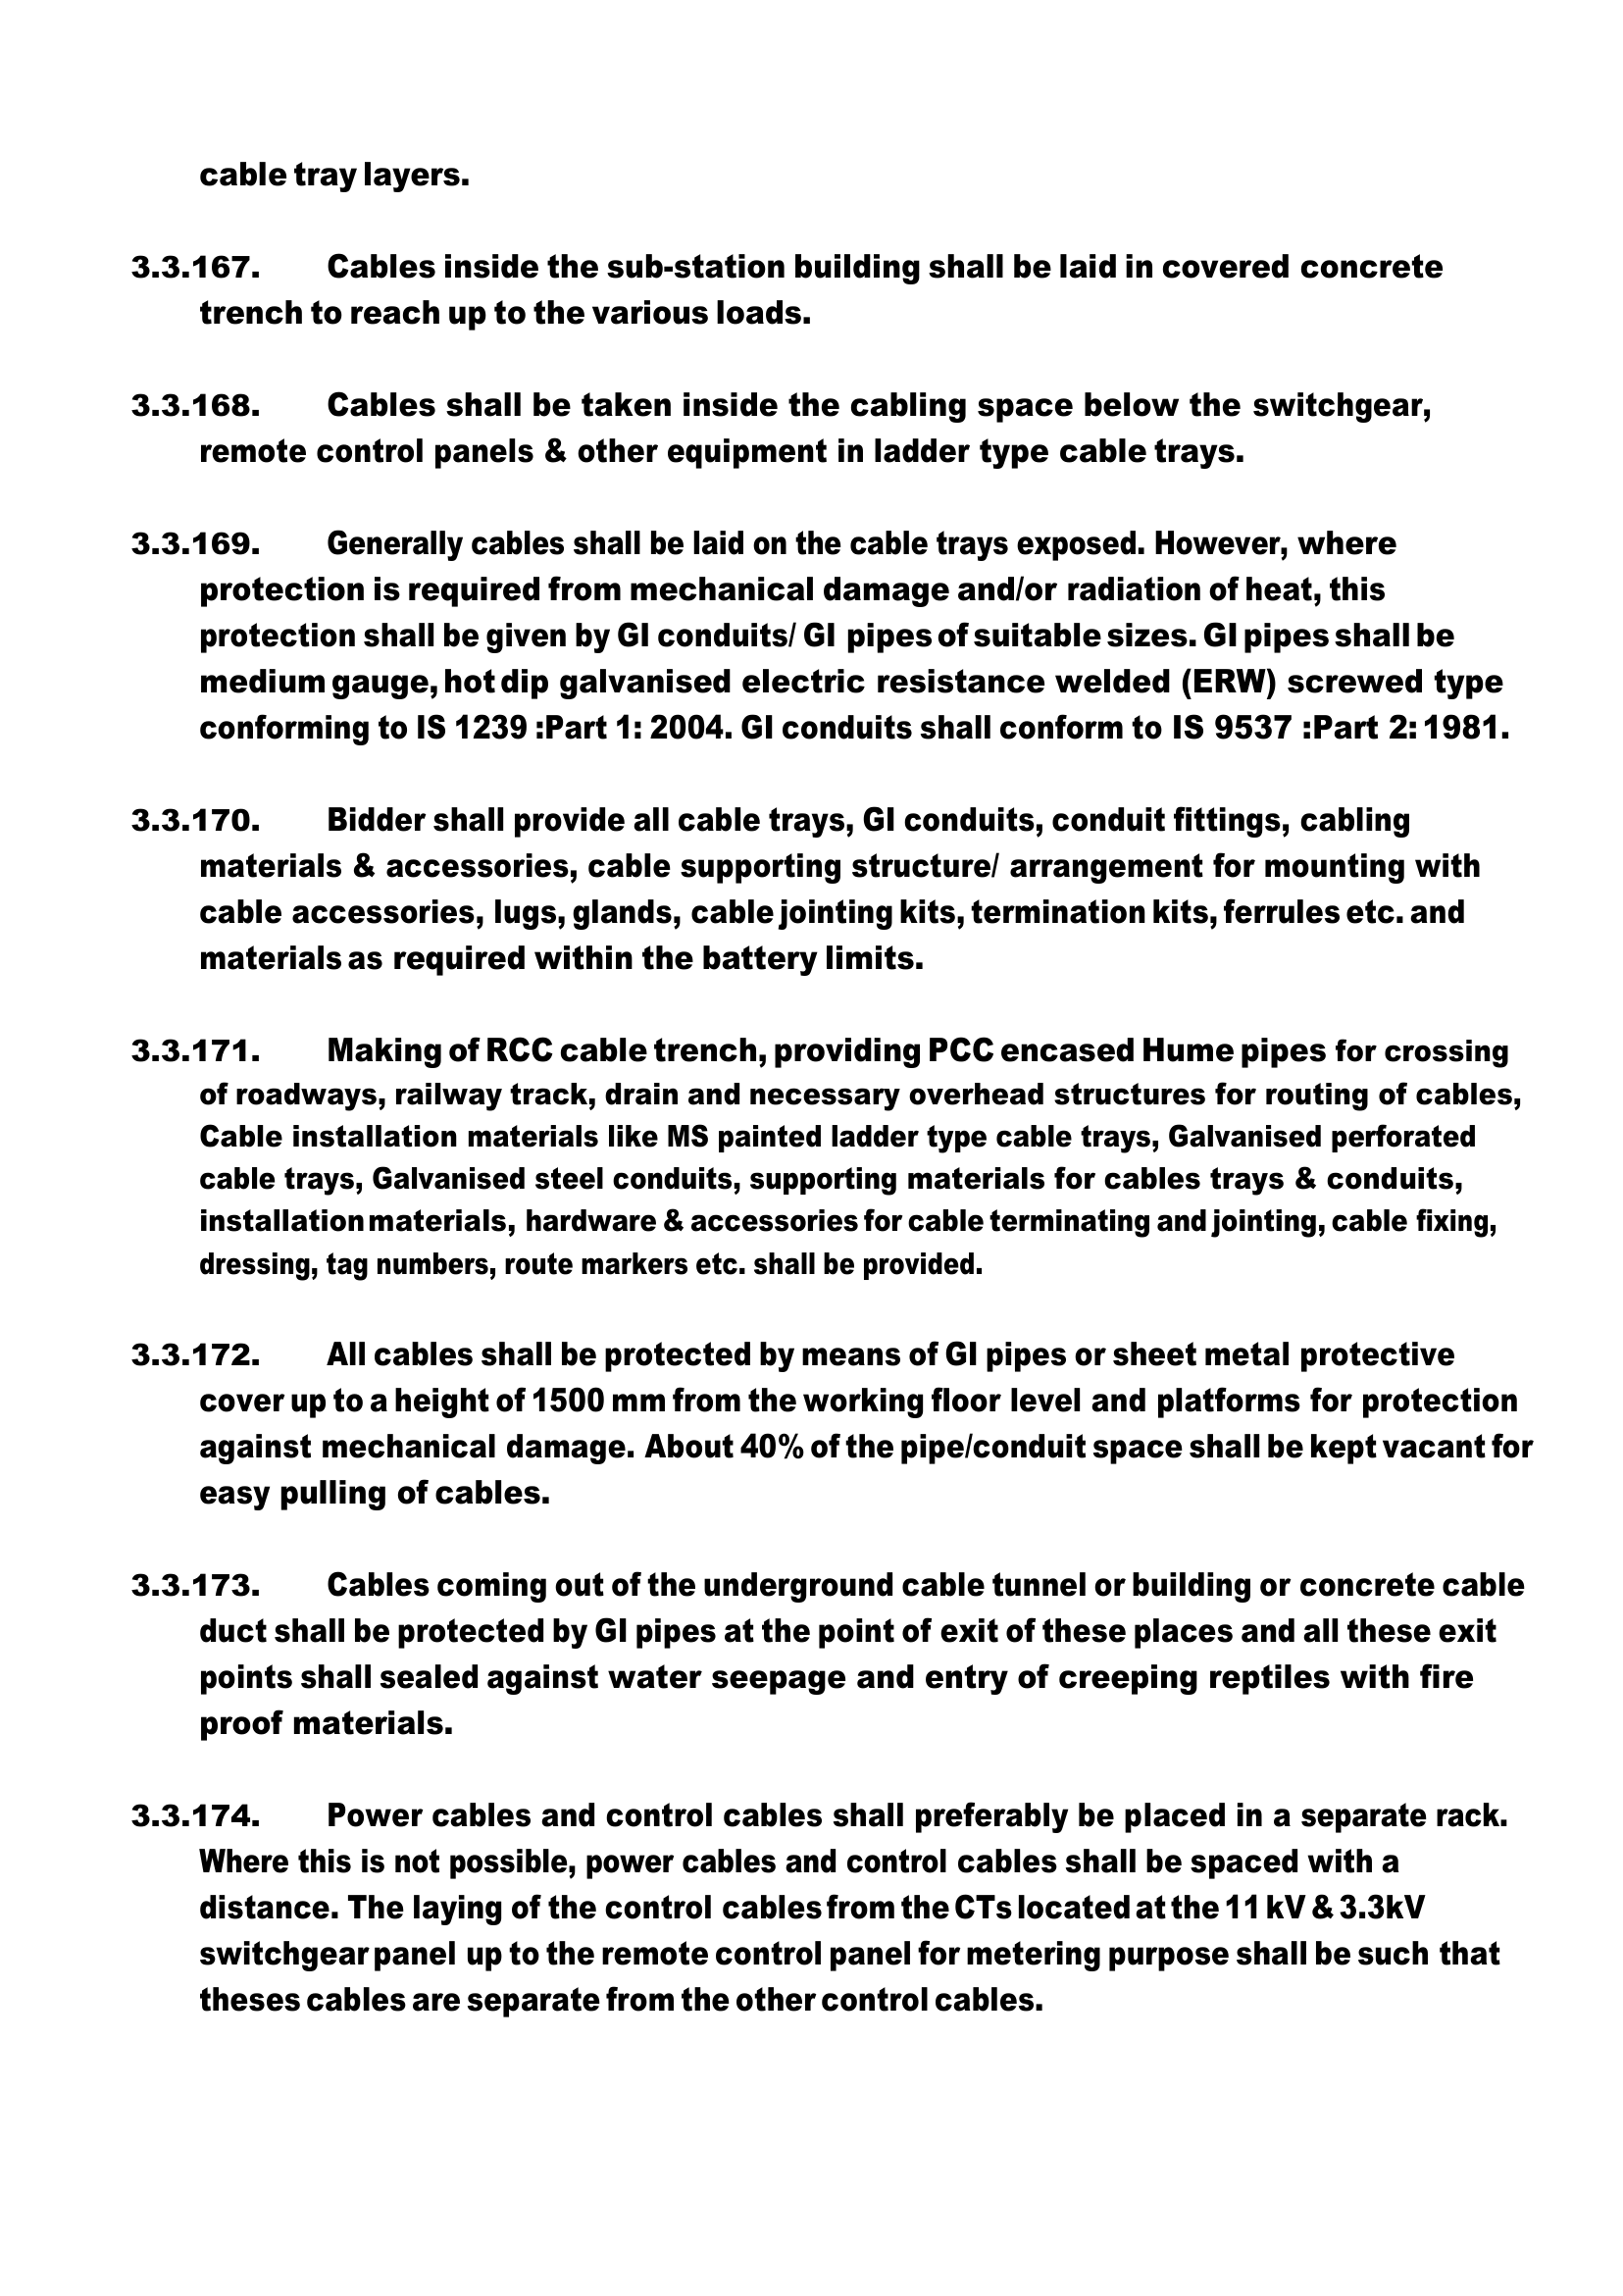 cable tray layers.
3.3.167. Cables inside the sub-station building shall be laid in covered concrete
trench to reach up to the various loads.
3.3.168. Cables shall be taken inside the cabling space below the switchgear,
remote control panels & other equipment in ladder type cable trays.
3.3.169. Generally cables shall be laid on the cable trays exposed. However, where
protection is required from mechanical damage and/or radiation of heat, this
protection shall be given by GI conduits/ GI pipes of suitable sizes. GI pipes shall be
medium gauge, hot dip galvanised electric resistance welded (ERW) screwed type
conforming to IS 1239 :Part 1: 2004. GI conduits shall conform to IS 9537 :Part 2: 1981.
3.3.170. Bidder shall provide all cable trays, GI conduits, conduit fittings, cabling
materials & accessories, cable supporting structure/ arrangement for mounting with
cable accessories, lugs, glands, cable jointing kits, termination kits, ferrules etc. and
materials as required within the battery limits.
3.3.171. Making of RCC cable trench, providing PCC encased Hume pipes for crossing
of roadways, railway track, drain and necessary overhead structures for routing of cables,
Cable installation materials like MS painted ladder type cable trays, Galvanised perforated
cable trays, Galvanised steel conduits, supporting materials for cables trays & conduits,
installation materials, hardware & accessories for cable terminating and jointing, cable fixing,
dressing, tag numbers, route markers etc. shall be provided.
3.3.172. All cables shall be protected by means of GI pipes or sheet metal protective
cover up to a height of 1500 mm from the working floor level and platforms for protection
against mechanical damage. About 40% of the pipe/conduit space shall be kept vacant for
easy pulling of cables.
3.3.173. Cables coming out of the underground cable tunnel or building or concrete cable
duct shall be protected by GI pipes at the point of exit of these places and all these exit
points shall sealed against water seepage and entry of creeping reptiles with fire
proof materials.
3.3.174. Power cables and control cables shall preferably be placed in a separate rack.
Where this is not possible, power cables and control cables shall be spaced with a
distance. The laying of the control cables from the CTs located at the 11 kV & 3.3kV
switchgear panel up to the remote control panel for metering purpose shall be such that
theses cables are separate from the other control cables.